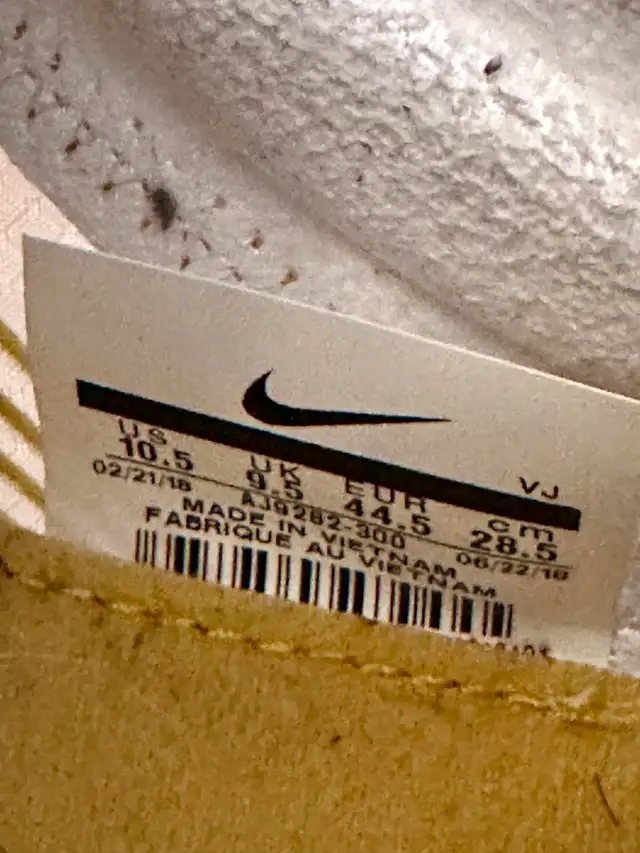 VJ
US UK EUR cm
10.5 9.5 44.5 28.5
02/21/18 AJ9282-300 06/22/18
MADE IN VIETNAM
FABRIQUE AU VIETNAM